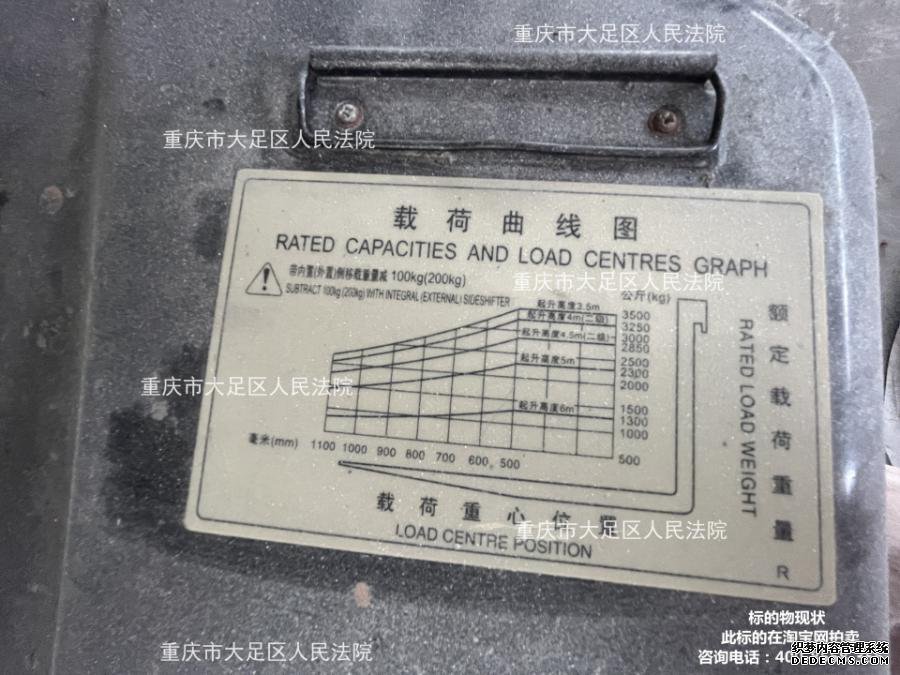 重庆市大足区人民法院
重庆市大足区人民法院
载荷曲线图
RATED CAPACITIES AND LOAD CENTRES GRAPH
带内置(外置)侧移载重量减 100kg(200kg)
SUBTRACT 100kg (200kg) WITH INTEGRAL (EXTERNAL) SIDESHIFTER
重庆市大足区人民法院
公斤(kg)
起升高度3.5m
3500
起升高度4m(二级)
3250
起升高度4.5m(二级)
3000
2850
起升高度5m
2500
2300
2000
起升高度6m
1500
1300
1000
500
重庆市大足区人民法院
毫米(mm) 1100 1000 900 800 700 600 500
额定载荷重量 R
RATED LOAD WEIGHT
载荷重心位置
LOAD CENTRE POSITION
重庆市大足区人民法院
标的物现状
此标的在淘宝网拍卖
咨询电话：40
织梦内容管理系统
DEDECMS.COM
重庆市大足区人民法院